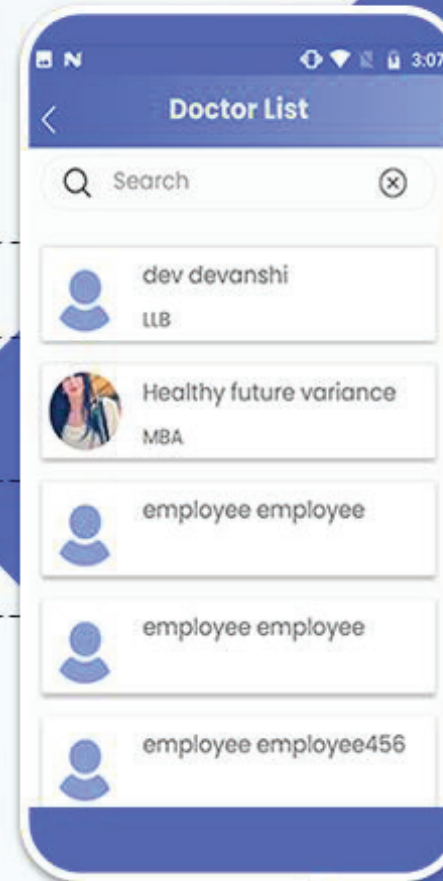 N 3:07
Doctor List
Search
dev devanshi
LLB
Healthy future variance
MBA
employee employee
employee employee
employee employee456